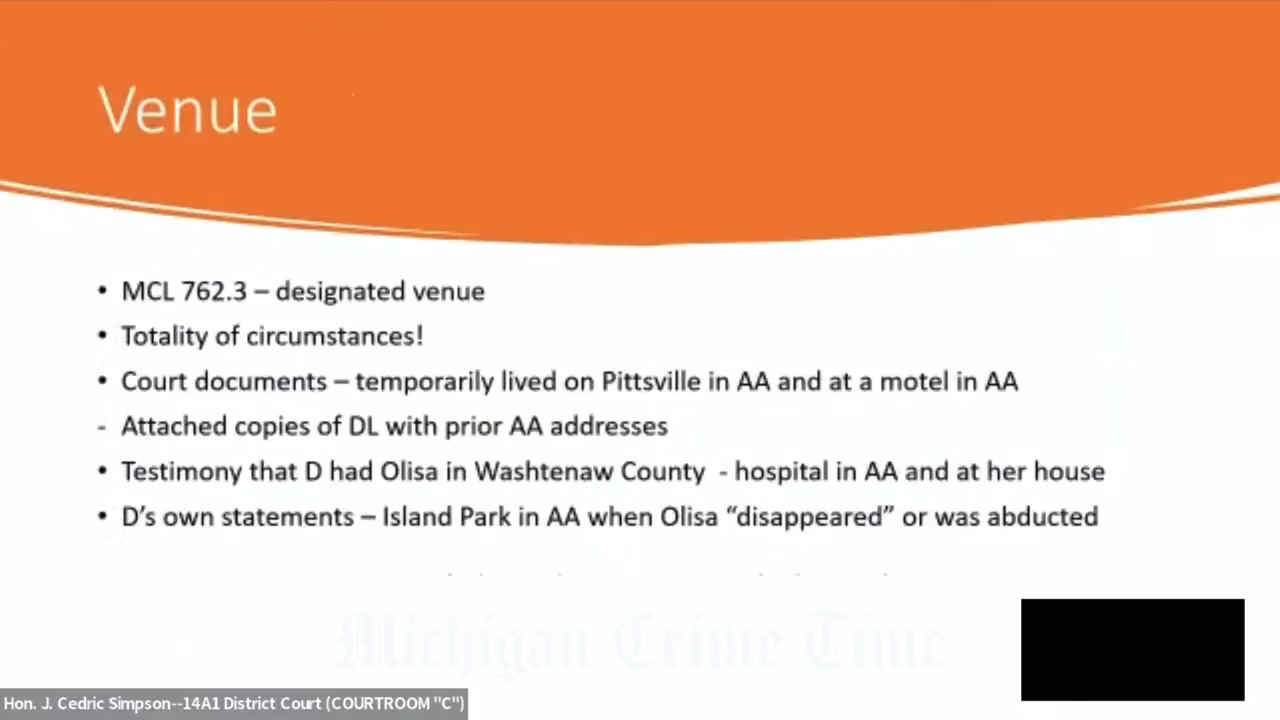 Venue
• MCL 762.3 – designated venue
• Totality of circumstances!
• Court documents – temporarily lived on Pittsville in AA and at a motel in AA
- Attached copies of DL with prior AA addresses
• Testimony that D had Olisa in Washtenaw County - hospital in AA and at her house
• D’s own statements – Island Park in AA when Olisa “disappeared” or was abducted
Michigan Crime Time
Hon. J. Cedric Simpson--14A1 District Court (COURTROOM "C")